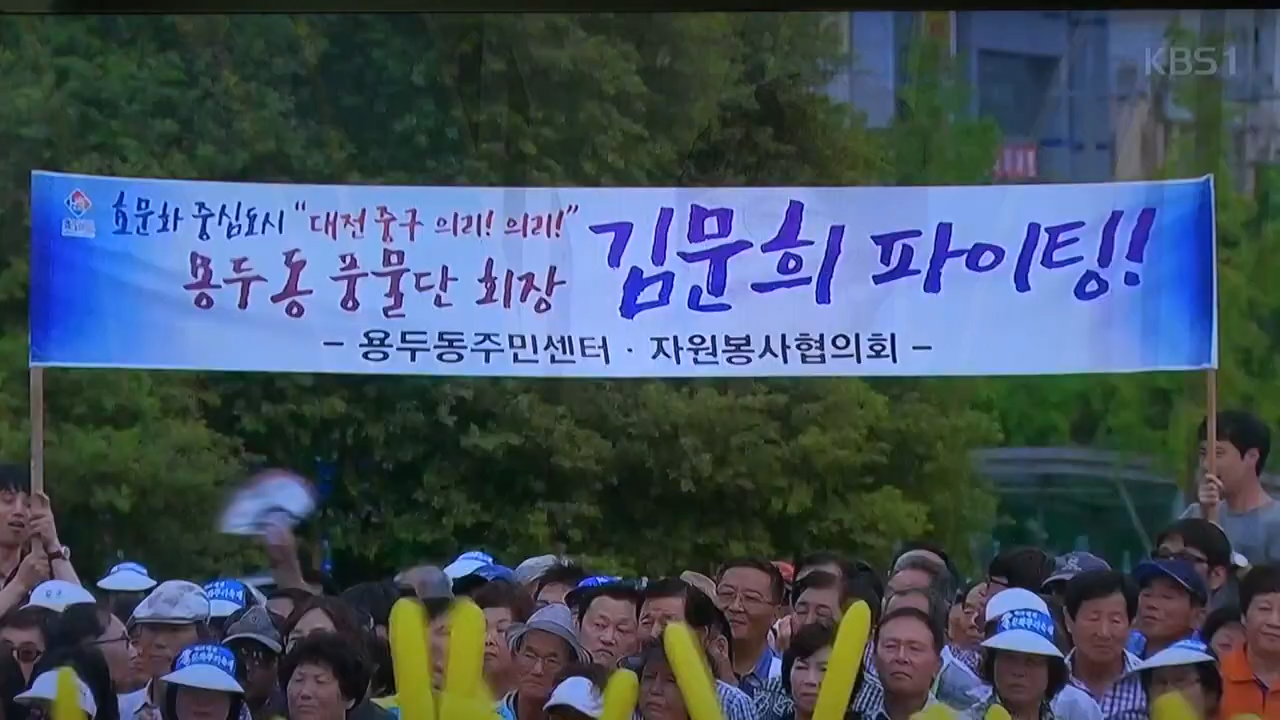 KBS1
효문화 중심도시 "대전중구 의리! 의리!"
용두동 풍물단 회장 김문희 파이팅!
- 용두동주민센터 · 자원봉사협의회 -